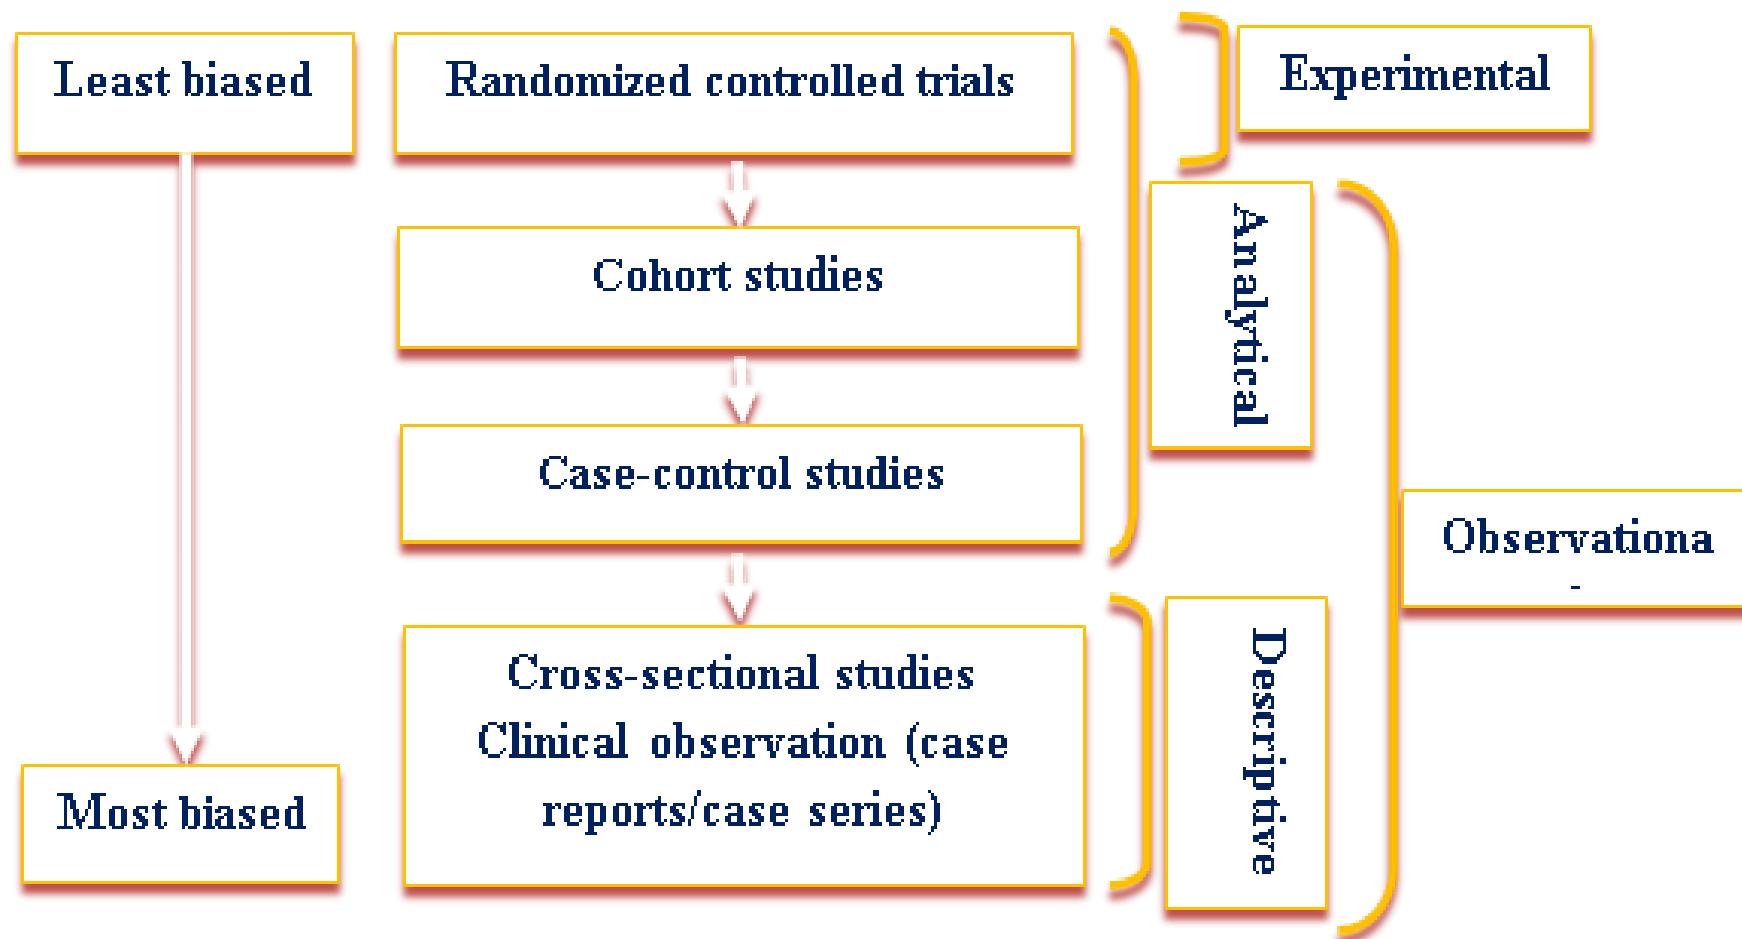 Least biased
Randomized controlled trials
Experimental
Cohort studies
Analytical
Case-control studies
Observationa
Cross-sectional studies
Clinical observation (case
reports/case series)
Descriptive
Most biased